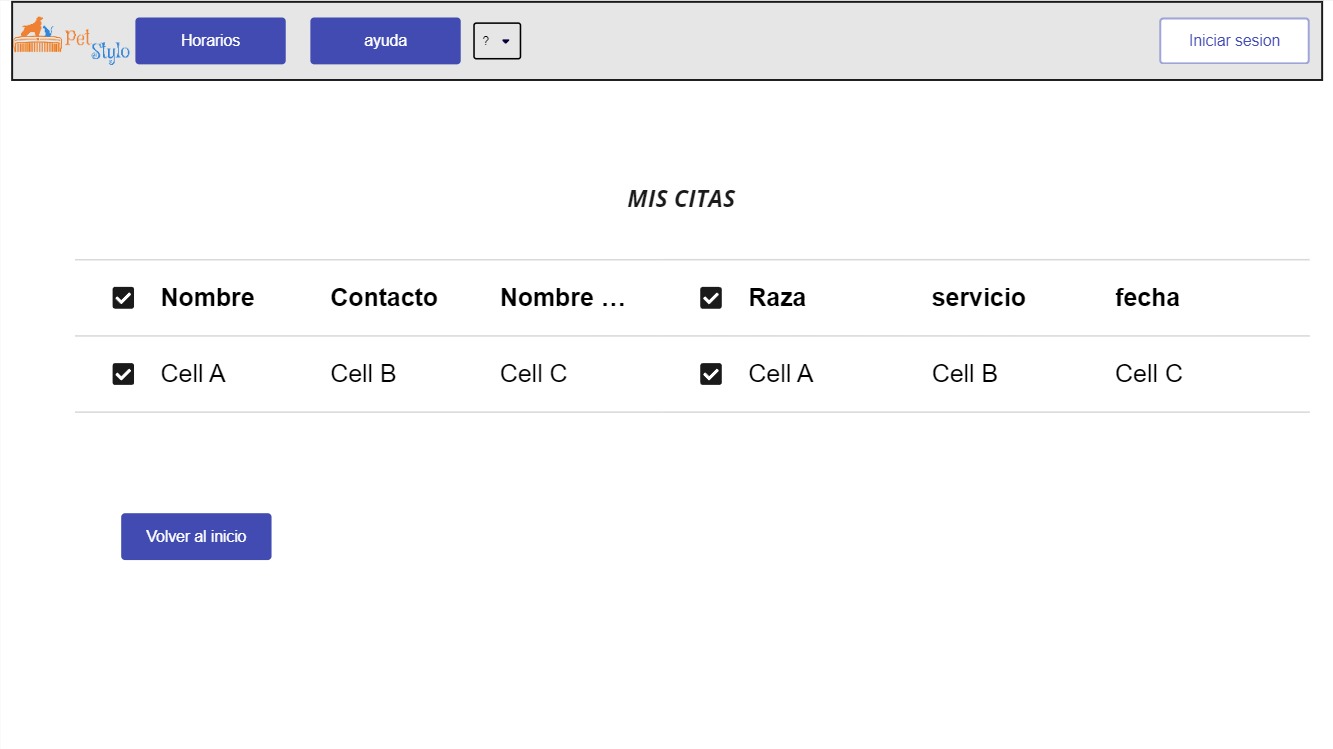 pet
Stylo
Horarios
ayuda
?
Iniciar sesion
MIS CITAS
Nombre Contacto Nombre ... Raza servicio fecha
Cell A Cell B Cell C Cell A Cell B Cell C
Volver al inicio